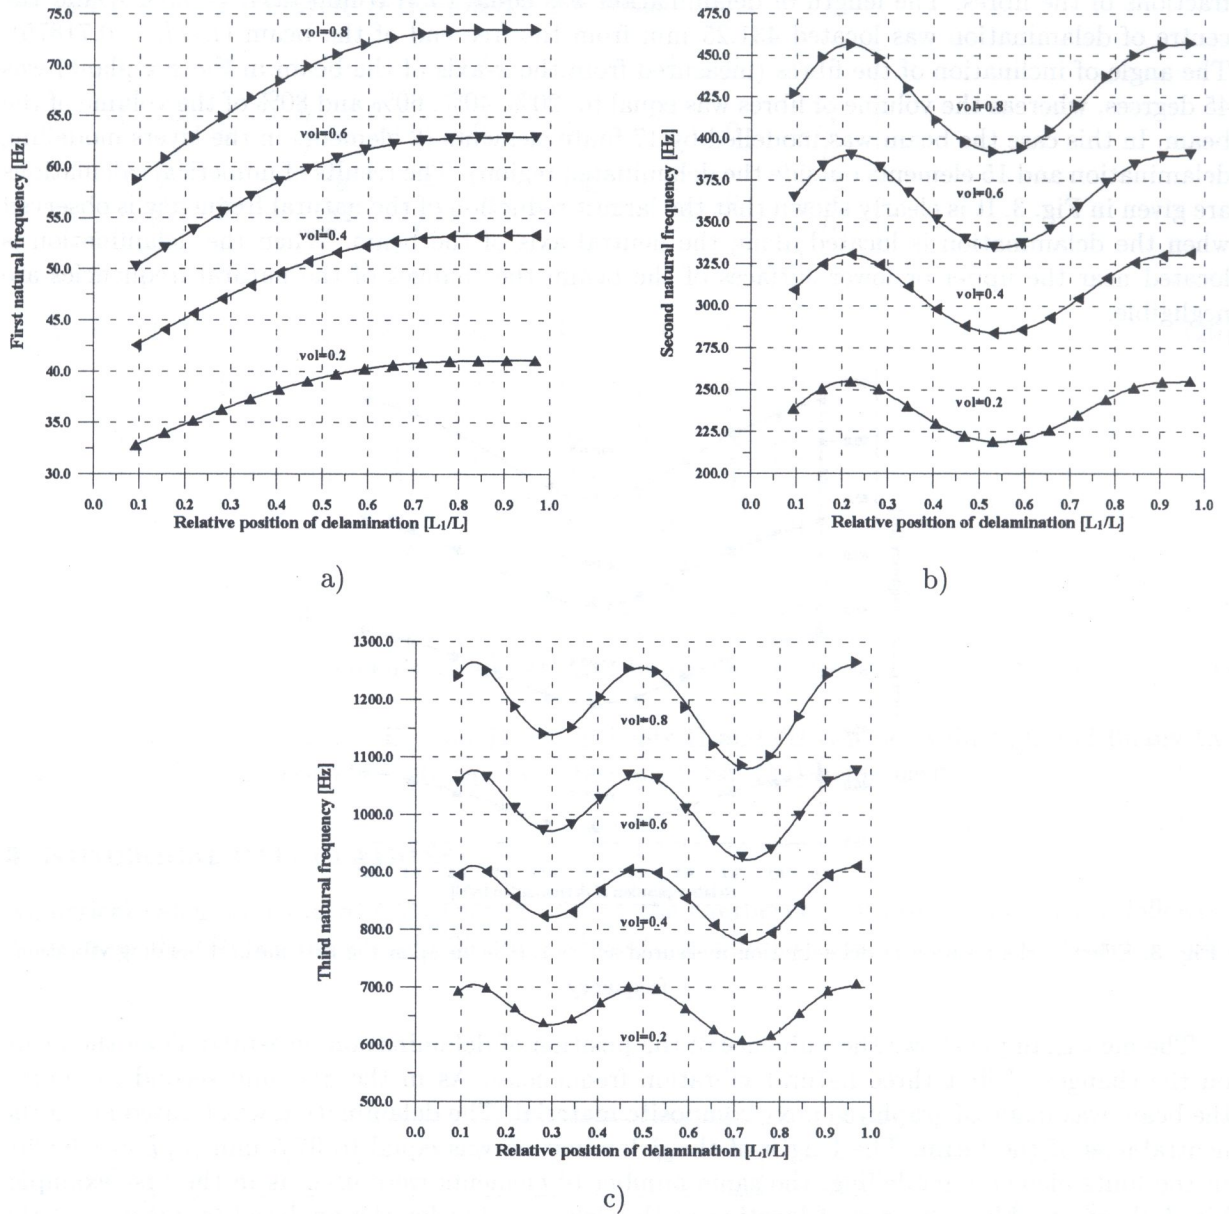 First natural frequency [Hz]
75.0
70.0
65.0
60.0
55.0
50.0
45.0
40.0
35.0
30.0
vol=0.8
vol=0.6
vol=0.4
vol=0.2
0.0 0.1 0.2 0.3 0.4 0.5 0.6 0.7 0.8 0.9 1.0
Relative position of delamination [L1/L]
a)
Second natural frequency [Hz]
475.0
450.0
425.0
400.0
375.0
350.0
325.0
300.0
275.0
250.0
225.0
200.0
vol=0.8
vol=0.6
vol=0.4
vol=0.2
0.0 0.1 0.2 0.3 0.4 0.5 0.6 0.7 0.8 0.9 1.0
Relative position of delamination [L1/L]
b)
Third natural frequency [Hz]
1300.0
1200.0
1100.0
1000.0
900.0
800.0
700.0
600.0
500.0
vol=0.8
vol=0.6
vol=0.4
vol=0.2
0.0 0.1 0.2 0.3 0.4 0.5 0.6 0.7 0.8 0.9 1.0
Relative position of delamination [L1/L]
c)